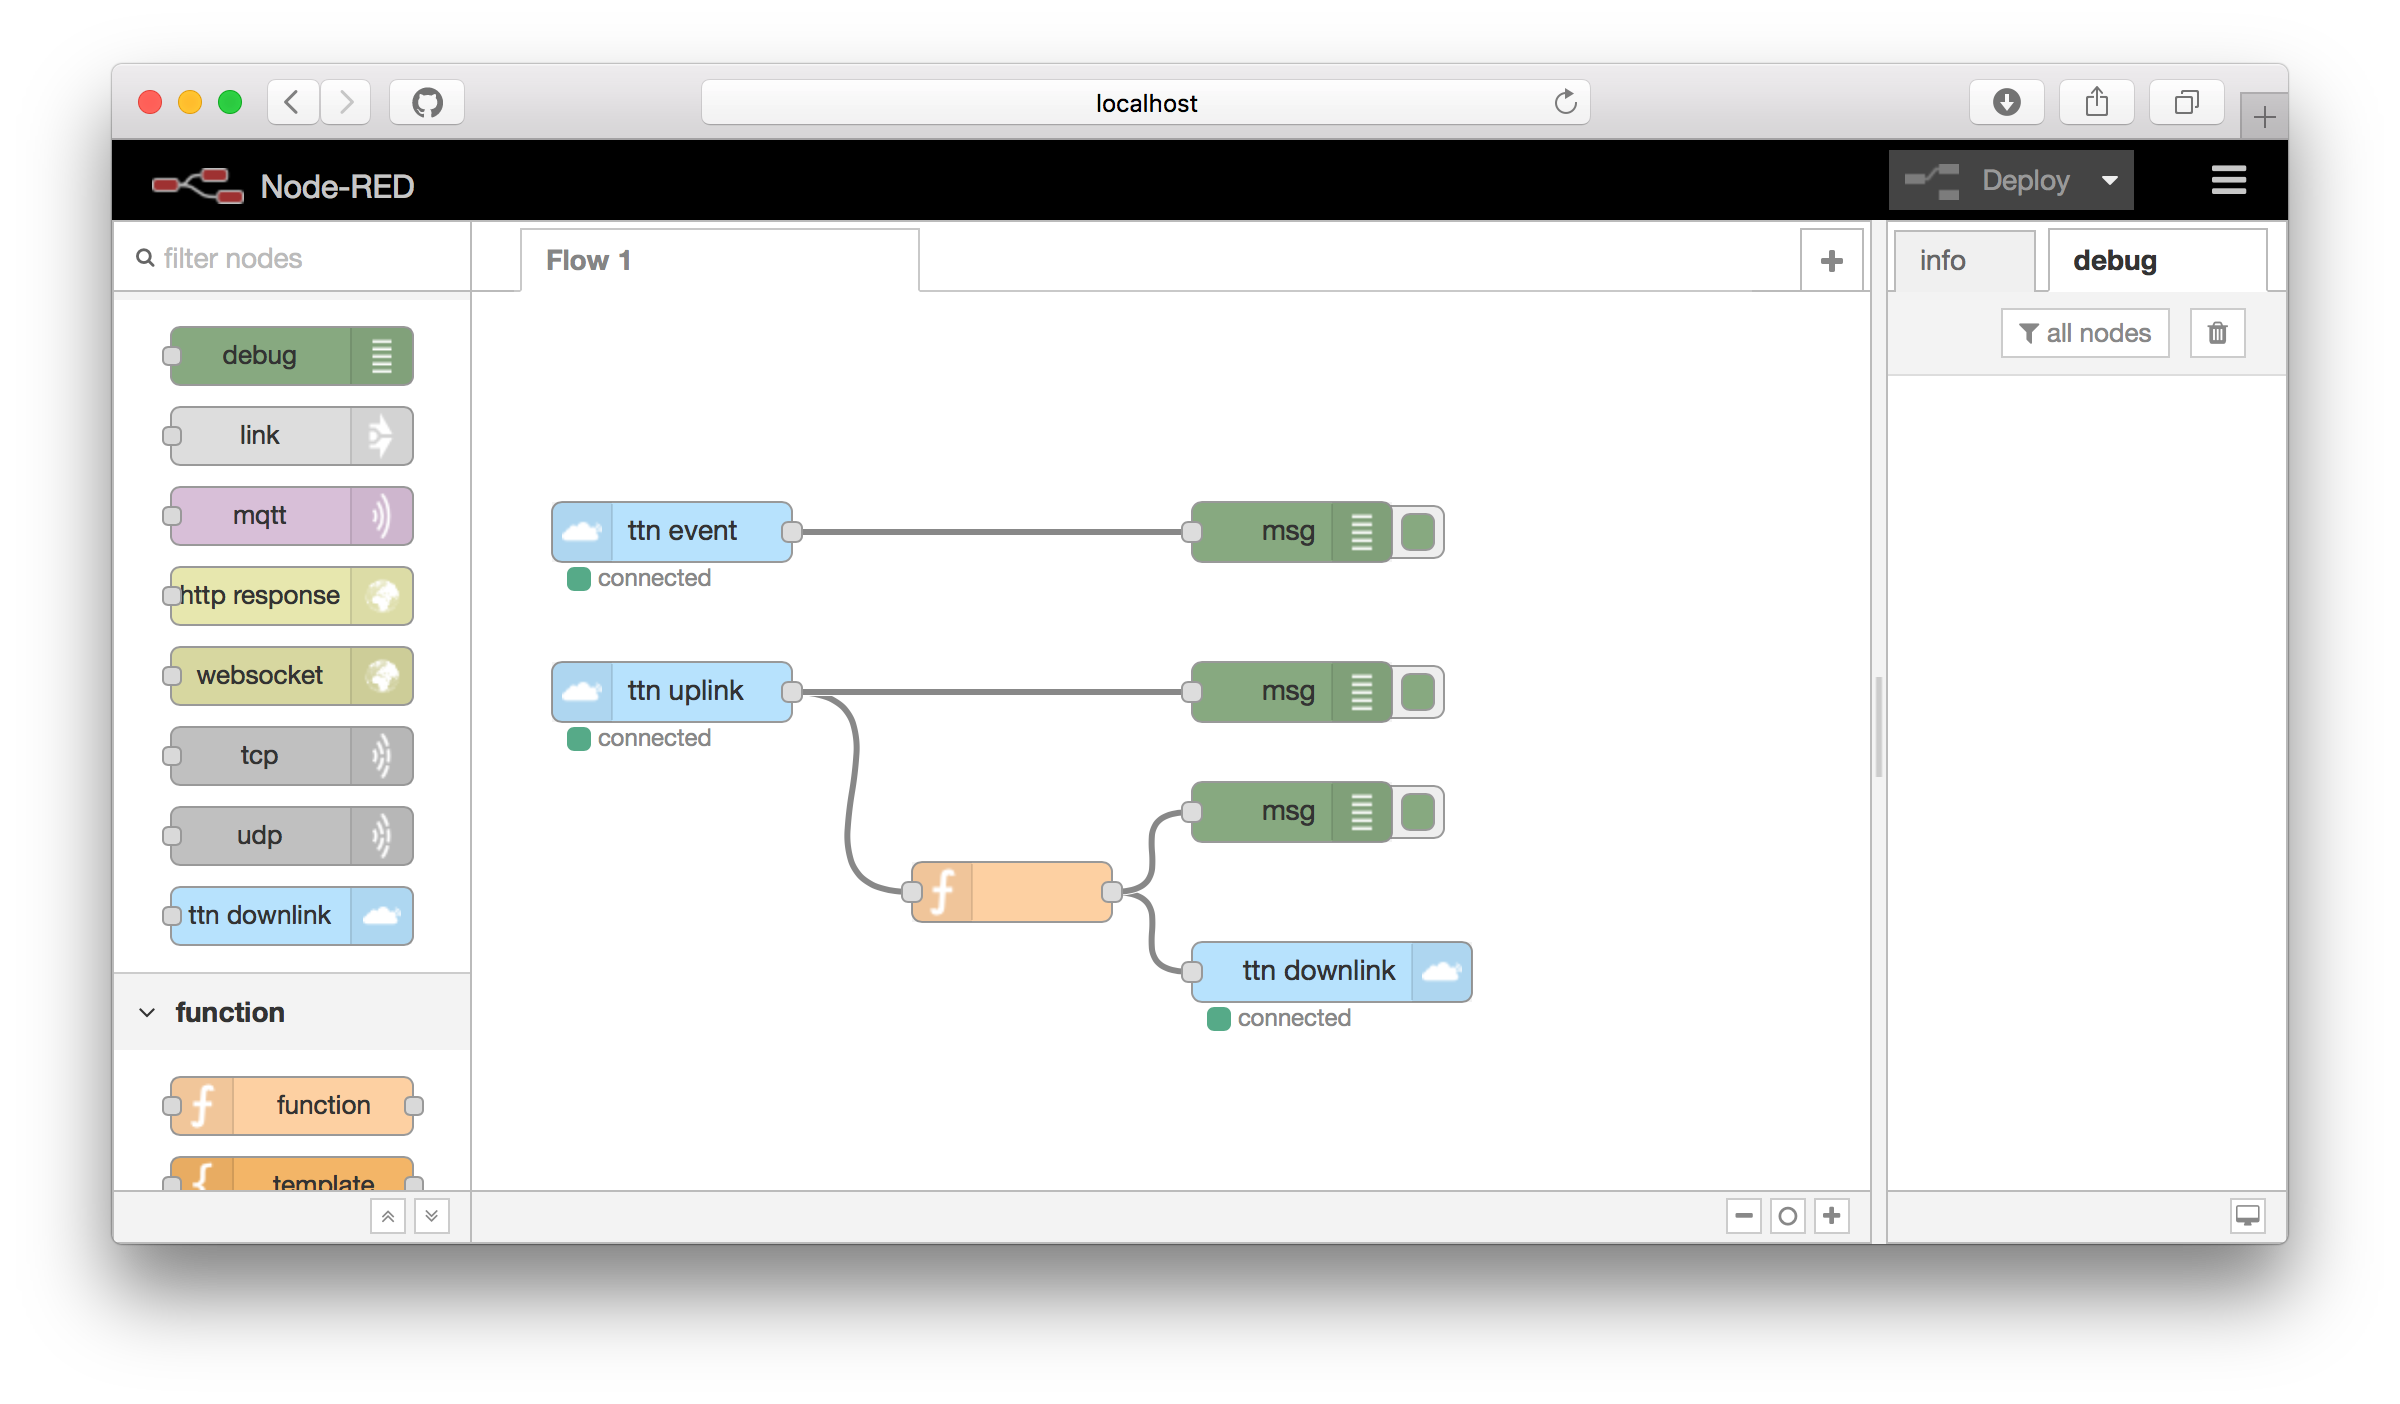 localhost
Node-RED
Deploy
filter nodes
Flow 1
info
debug
all nodes
debug
link
mqtt
http response
websocket
tcp
udp
ttn downlink
function
function
template
ttn event
connected
msg
ttn uplink
connected
msg
msg
ttn downlink
connected